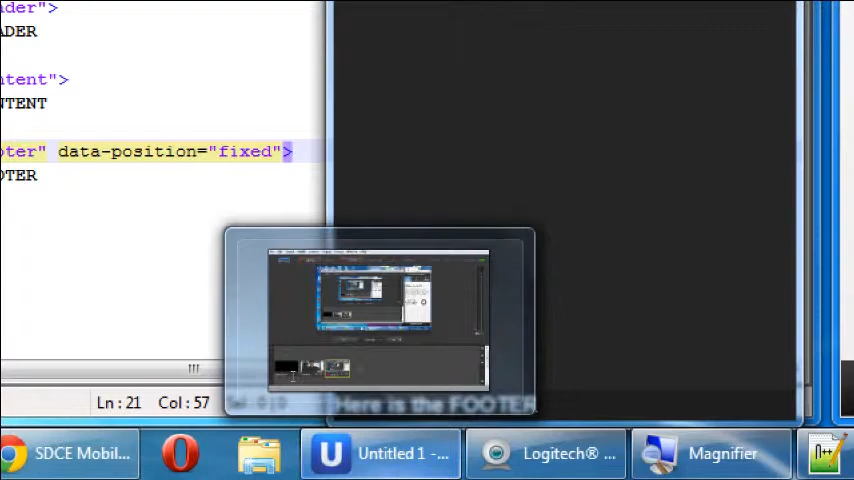 ader">
ADER
ntent">
NTENT
oter" data-position="fixed">
OTER
Ln:21 Col:57
Here is the FOOTER
SDCE Mobil...
Untitled 1 -...
Logitech® ...
Magnifier